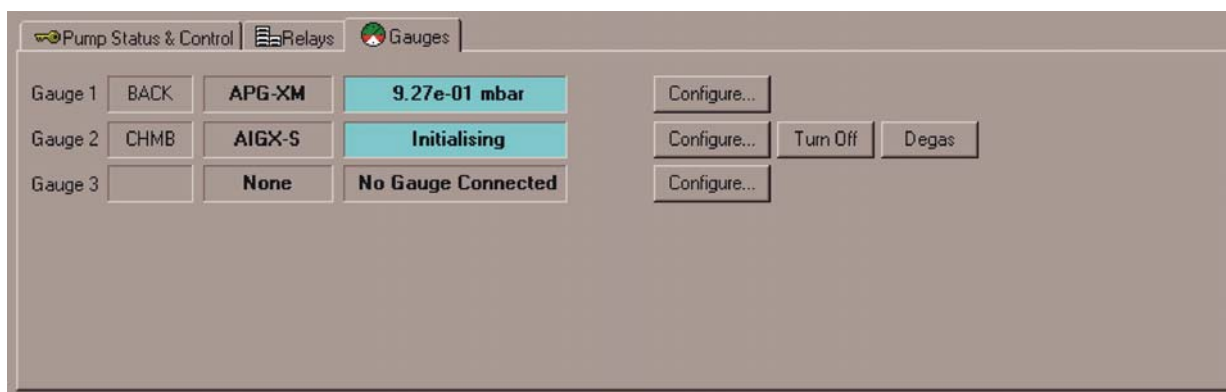 Pump Status & Control Relays Gauges
Gauge 1 BACK APG-XM 9.27e-01 mbar Configure...
Gauge 2 CHMB AIGX-S Initialising Configure... Turn Off Degas
Gauge 3 None No Gauge Connected Configure...